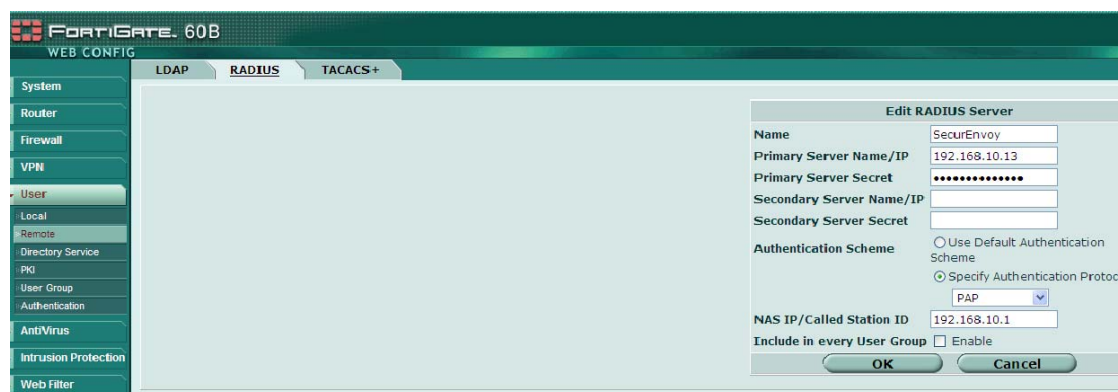 FORTIGATE. 60B
WEB CONFIG
LDAP RADIUS TACACS+
System
Router
Firewall
VPN
User
Local
Remote
Directory Service
PKI
User Group
Authentication
AntiVirus
Intrusion Protection
Web Filter
Edit RADIUS Server
Name SecurEnvoy
Primary Server Name/IP 192.168.10.13
Primary Server Secret ••••••••••••••
Secondary Server Name/IP
Secondary Server Secret
Authentication Scheme Use Default Authentication
Scheme
Specify Authentication Protoc
PAP
NAS IP/Called Station ID 192.168.10.1
Include in every User Group Enable
OK Cancel